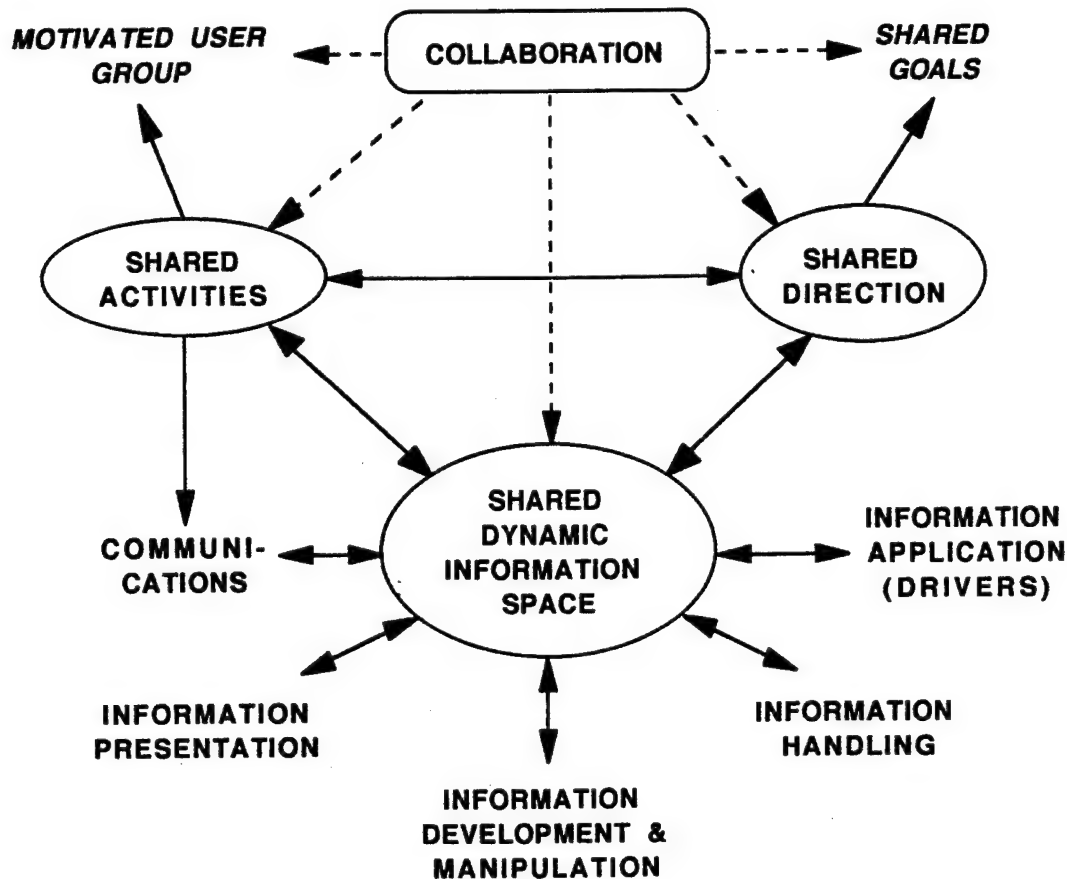 MOTIVATED USER
GROUP
COLLABORATION
SHARED
GOALS
SHARED
ACTIVITIES
SHARED
DIRECTION
SHARED
DYNAMIC
INFORMATION
SPACE
COMMUNI-
CATIONS
INFORMATION
APPLICATION
(DRIVERS)
INFORMATION
PRESENTATION
INFORMATION
HANDLING
INFORMATION
DEVELOPMENT &
MANIPULATION